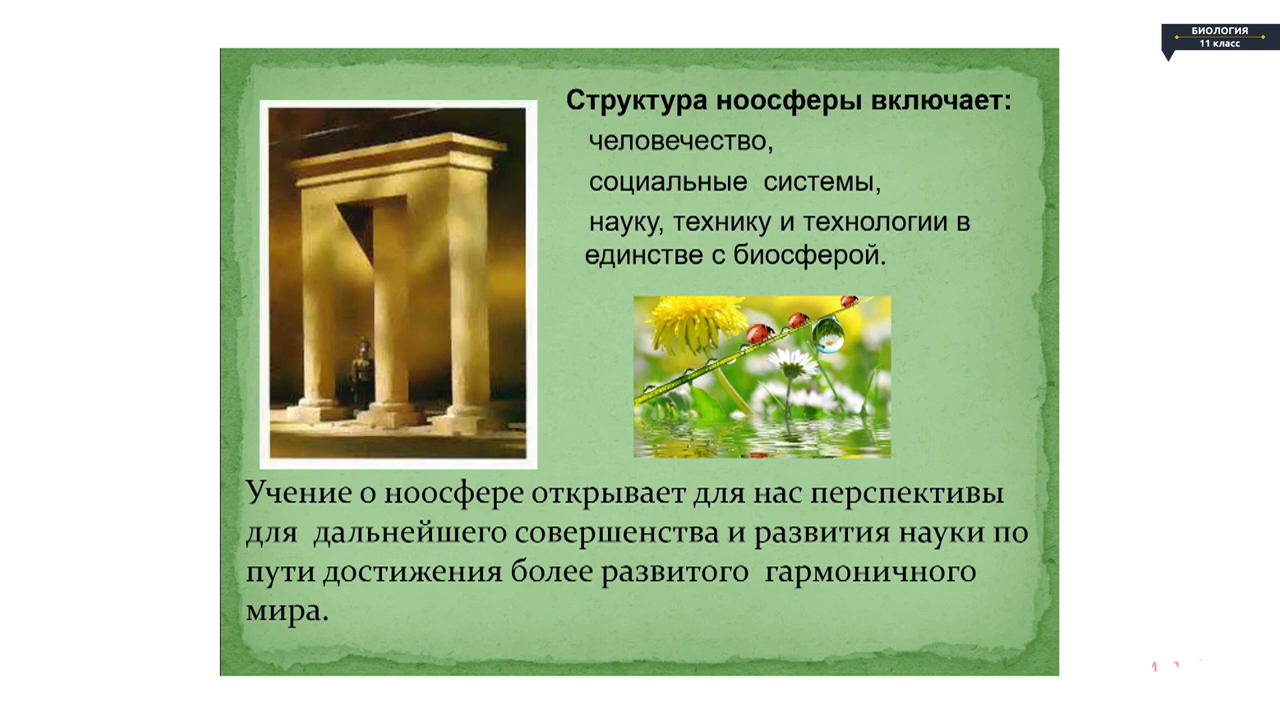 БИОЛОГИЯ
11 класс
Структура ноосферы включает:
человечество,
социальные системы,
науку, технику и технологии в
единстве с биосферой.
Учение о ноосфере открывает для нас перспективы
для дальнейшего совершенства и развития науки по
пути достижения более развитого гармоничного
мира.